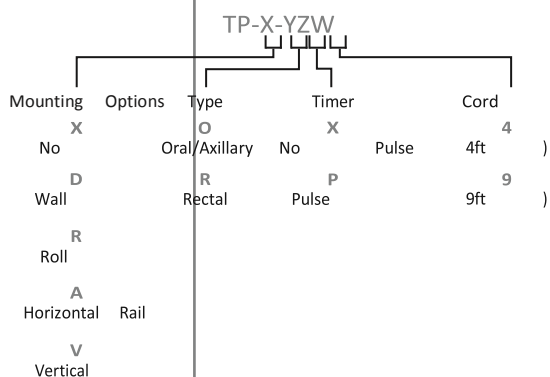 TP-X-YZW
Mounting Options Type Timer Cord
X O X 4
No Oral/Axillary No Pulse 4ft )
D R P 9
Wall Rectal Pulse 9ft )
R
Roll
A
Horizontal Rail
V
Vertical